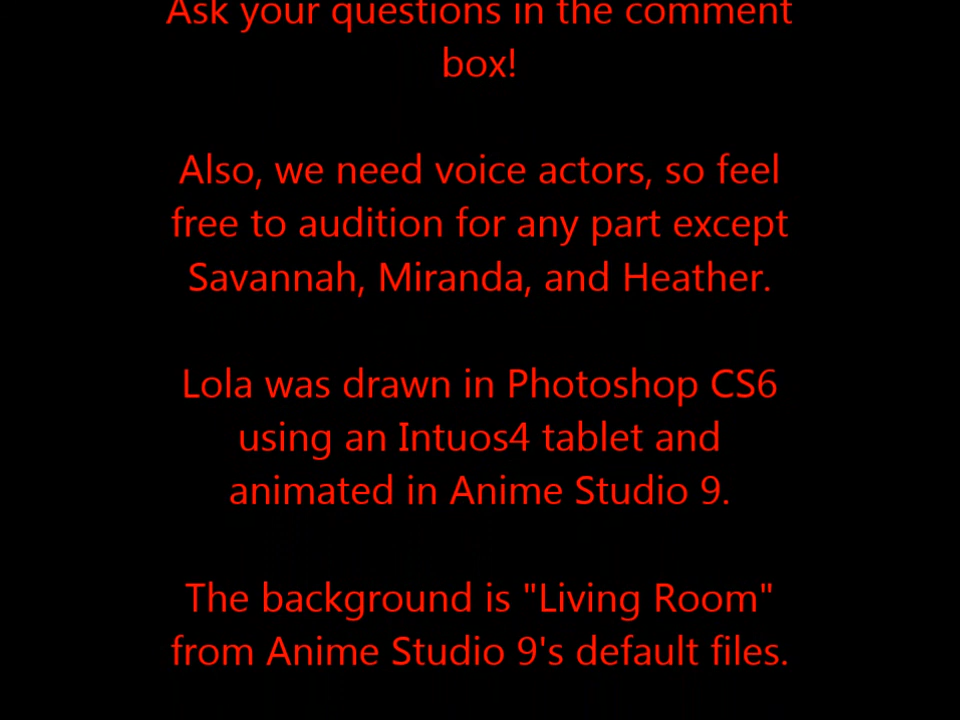 Ask your questions in the comment
box!
Also, we need voice actors, so feel
free to audition for any part except
Savannah, Miranda, and Heather.
Lola was drawn in Photoshop CS6
using an Intuos4 tablet and
animated in Anime Studio 9.
The background is "Living Room"
from Anime Studio 9's default files.